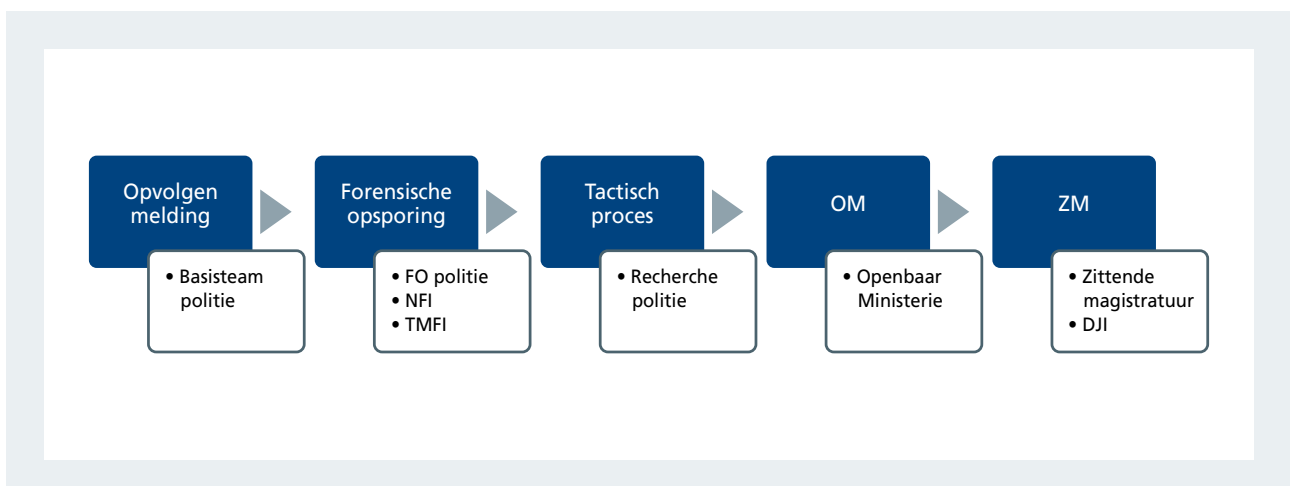 Opvolgen
melding
• Basisteam
politie
Forensische
opsporing
• FO politie
• NFI
• TMFI
Tactisch
proces
• Recherche
politie
OM
• Openbaar
Ministerie
ZM
• Zittende
magistratuur
• DJI